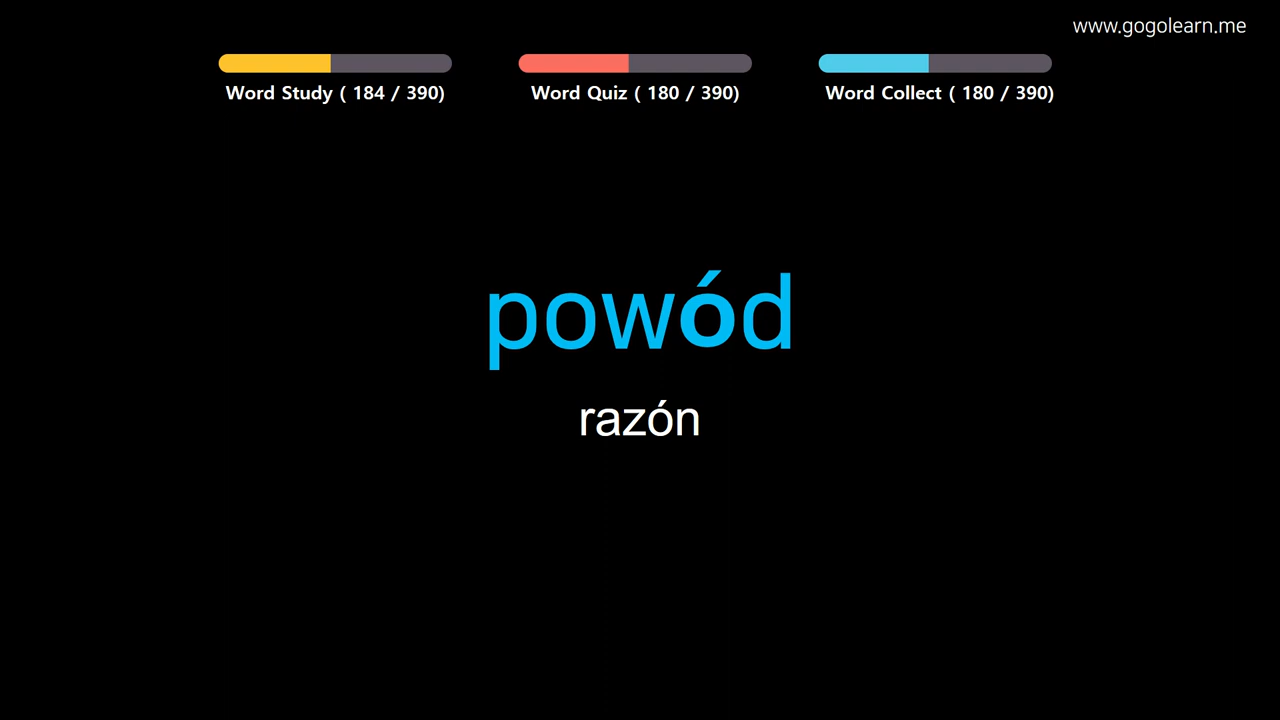 www.gogolearn.me
Word Study ( 184 / 390)
Word Quiz ( 180 / 390)
Word Collect ( 180 / 390)
powód
razón